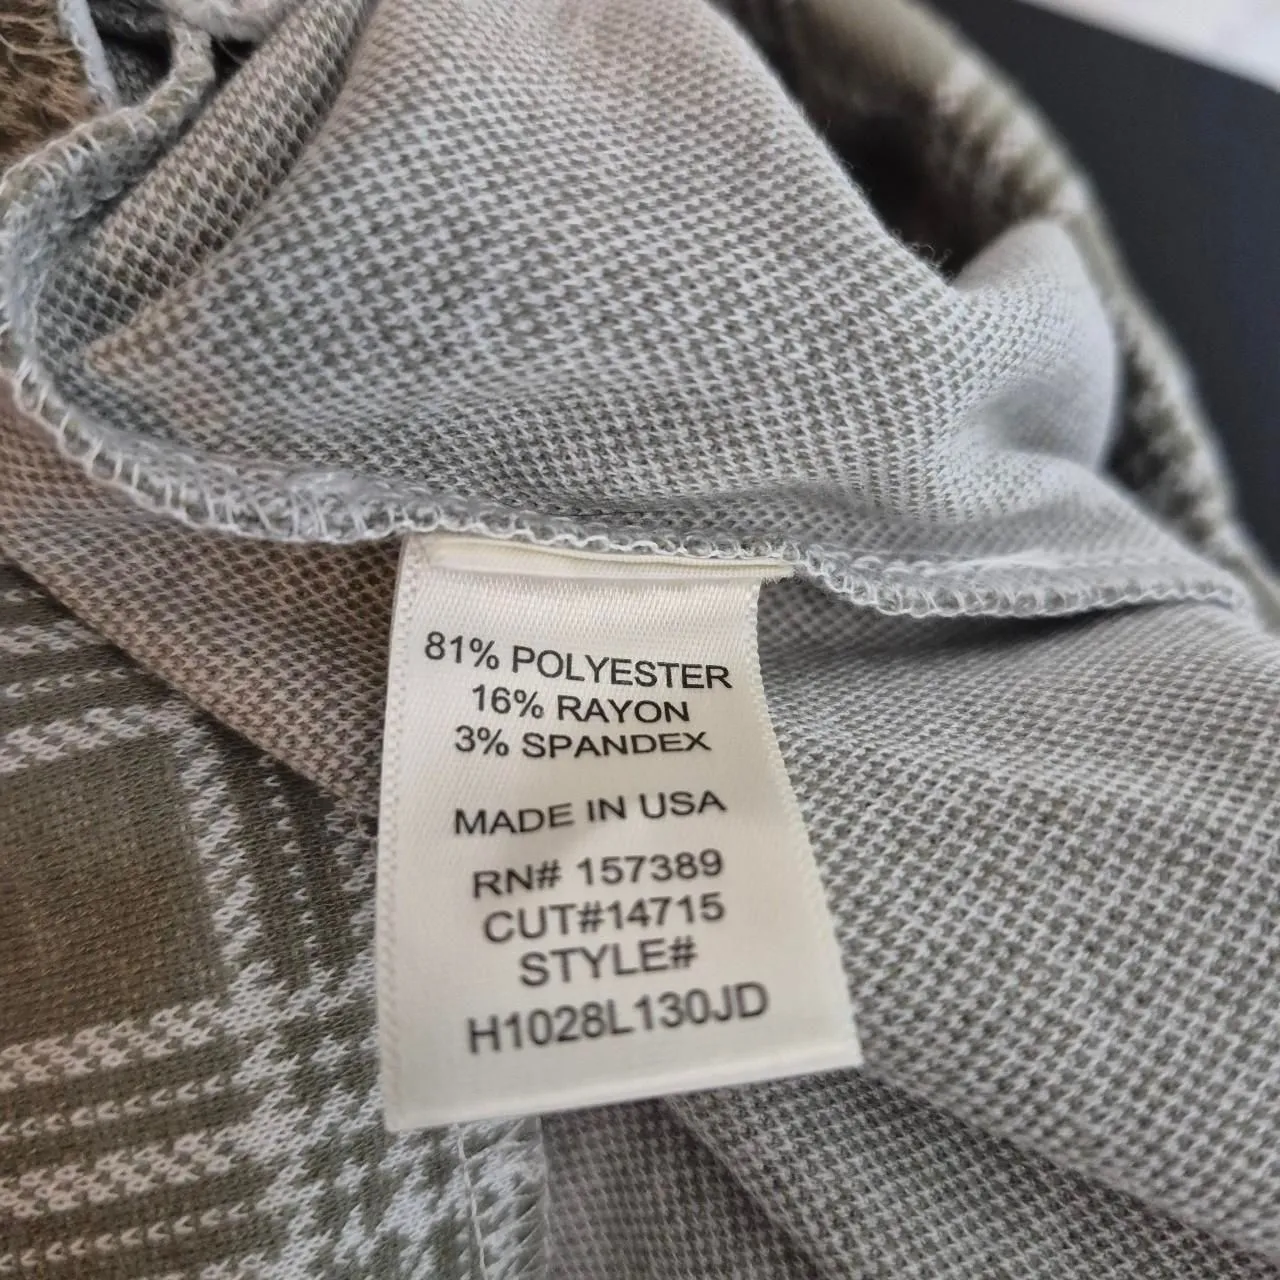 81% POLYESTER
16% RAYON
3% SPANDEX
MADE IN USA
RN# 157389
CUT#14715
STYLE#
H1028L130JD